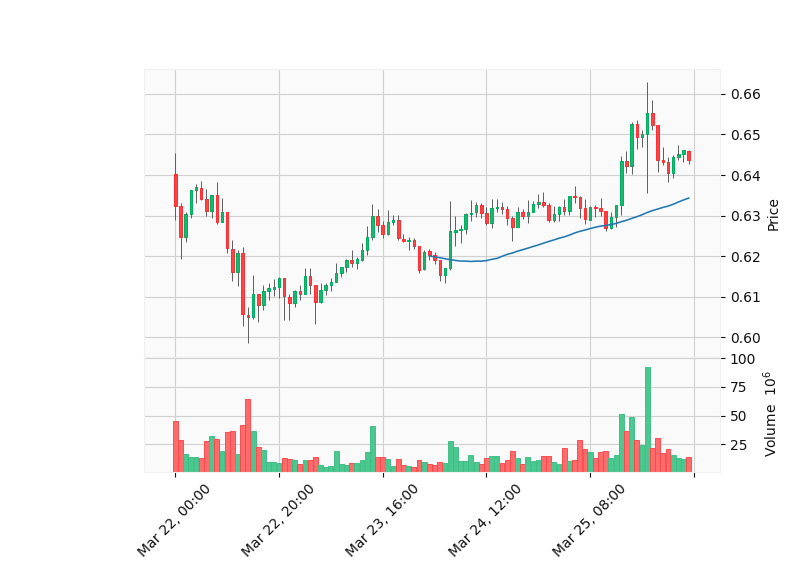 0.66
0.65
0.64
0.63
0.62
0.61
0.60
Price
100
75
50
25
Volume 10^6
Mar 22, 00:00
Mar 22, 20:00
Mar 23, 16:00
Mar 24, 12:00
Mar 25, 08:00